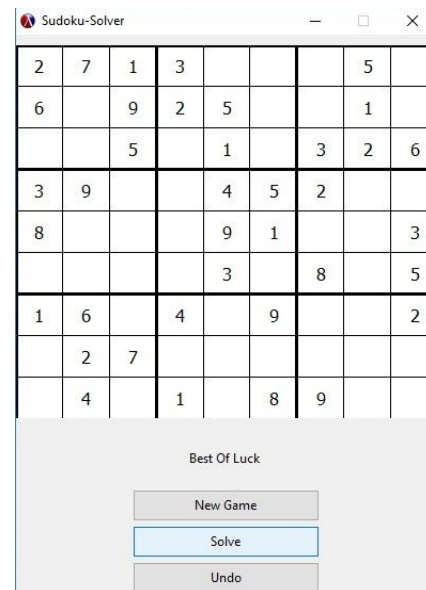 Sudoku-Solver
2 7 1 3 5
6 9 2 5 1
5 1 3 2 6
3 9 4 5 2
8 9 1 3
3 8 5
1 6 4 9 2
2 7
4 1 8 9
Best Of Luck
New Game
Solve
Undo